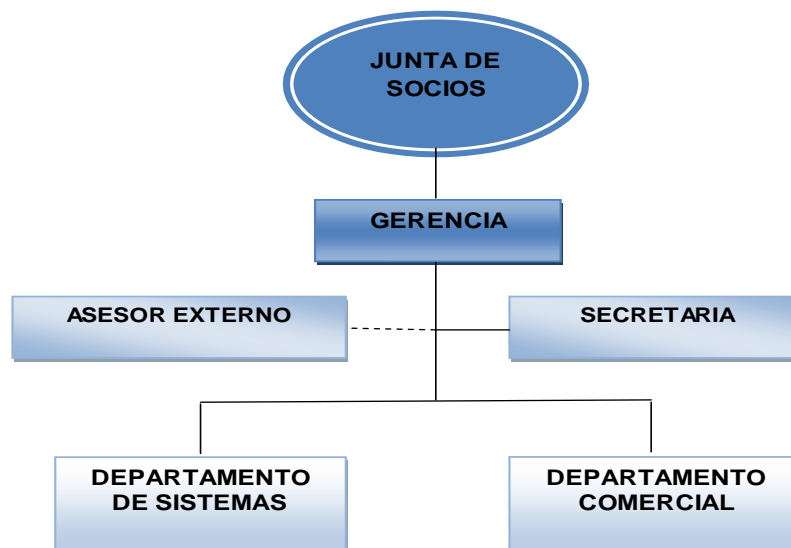 JUNTA DE
SOCIOS
GERENCIA
ASESOR EXTERNO
SECRETARIA
DEPARTAMENTO
DE SISTEMAS
DEPARTAMENTO
COMERCIAL